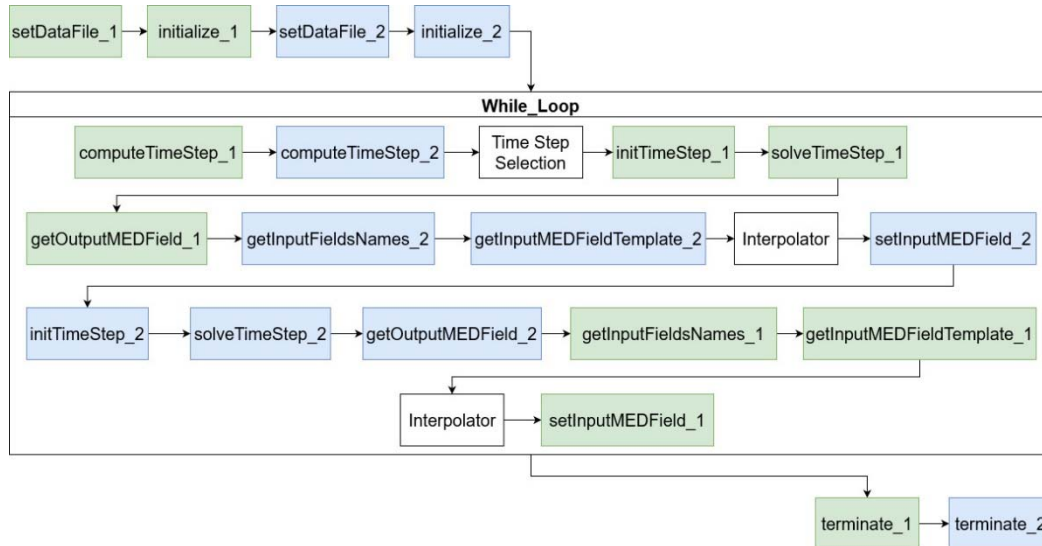 setDataFile_1
initialize_1
setDataFile_2
initialize_2
While_Loop
computeTimeStep_1
computeTimeStep_2
Time Step
Selection
initTimeStep_1
solveTimeStep_1
getOutputMEDField_1
getInputFieldsNames_2
getInputMEDFieldTemplate_2
Interpolator
setInputMEDField_2
initTimeStep_2
solveTimeStep_2
getOutputMEDField_2
getInputFieldsNames_1
getInputMEDFieldTemplate_1
Interpolator
setInputMEDField_1
terminate_1
terminate_2